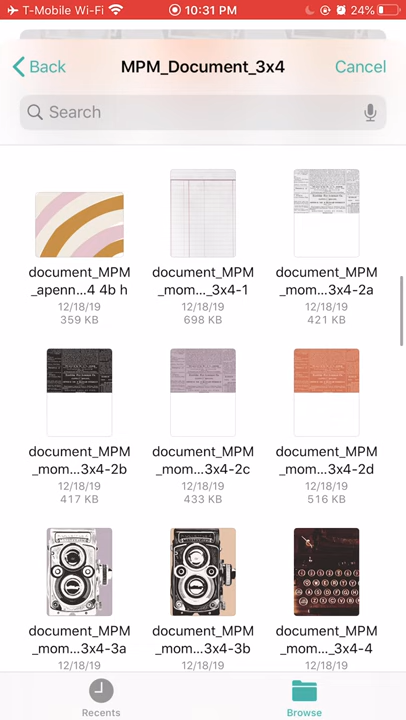 T-Mobile Wi-Fi 10:31 PM 24%
Back MPM_Document_3x4 Cancel
Search
document_MPM
_apenn...4 4b h
12/18/19
359 KB
document_MPM
_mom..._3x4-1
12/18/19
698 KB
document_MPM
_mom...3x4-2a
12/18/19
421 KB
document_MPM
_mom...3x4-2b
12/18/19
417 KB
document_MPM
_mom...3x4-2c
12/18/19
433 KB
document_MPM
_mom...3x4-2d
12/18/19
516 KB
document_MPM
_mom...3x4-3a
12/18/19
document_MPM
_mom...3x4-3b
12/18/19
document_MPM
_mom...3x4-4
12/18/19
Recents
Browse